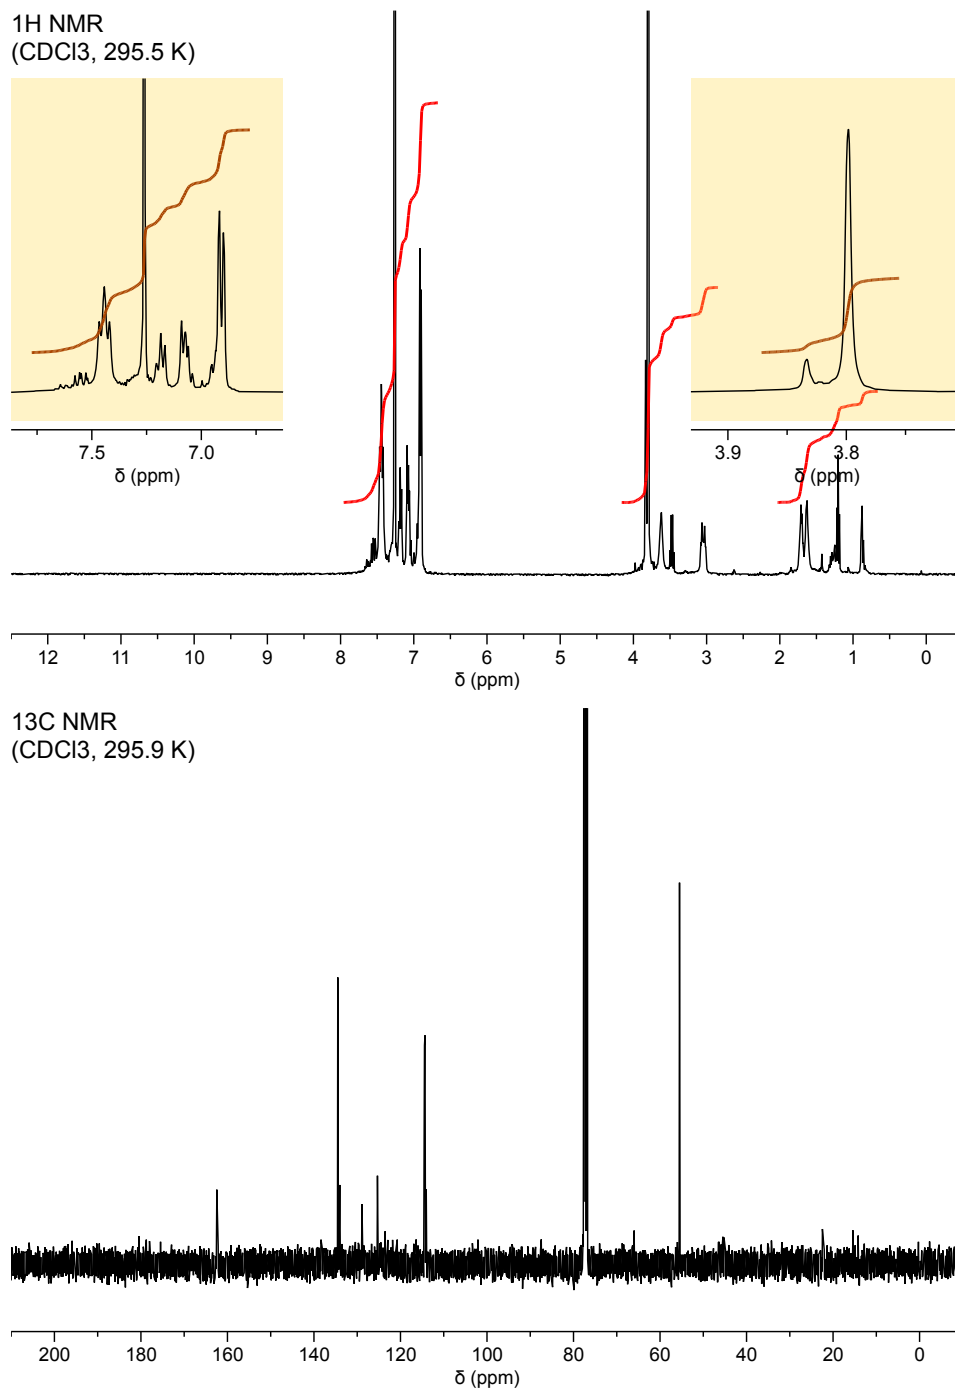 1H NMR
(CDCl3, 295.5 K)
7.5 7.0
δ (ppm)
3.9 3.8
δ (ppm)
12 11 10 9 8 7 6 5 4 3 2 1 0
δ (ppm)
13C NMR
(CDCl3, 295.9 K)
200 180 160 140 120 100 80 60 40 20 0
δ (ppm)